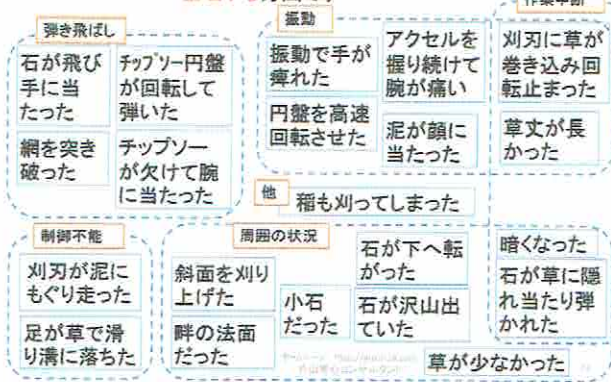 弾き飛ばし
石が飛び
手に当
たった
チップソー円盤
が回転して
弾いた
網を突き
破った
チップソー
が欠けて腕
に当たった
振動
振動で手が
痺れた
アクセルを
握り続けて
腕が痛い
円盤を高速
回転させた
泥が顔に
当たった
刈刃に草が
巻き込み回
転止まった
草丈が長
かった
他
稲も刈ってしまった
制御不能
刈刃が泥に
もぐり走った
足が草で滑
り溝に落ちた
周囲の状況
斜面を刈り
上げた
畔の法面
だった
小石
だった
石が下へ転
がった
石が沢山出
ていた
草が少なかった
暗くなった
石が草に隠
れ当たり弾
かれた